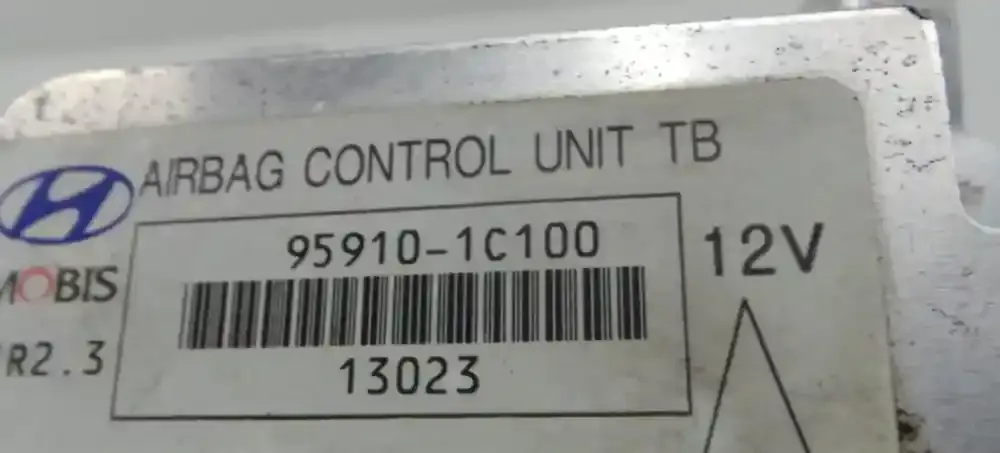 AIRBAG CONTROL UNIT TB
95910-1C100
12V
MOBIS
R2.3
13023